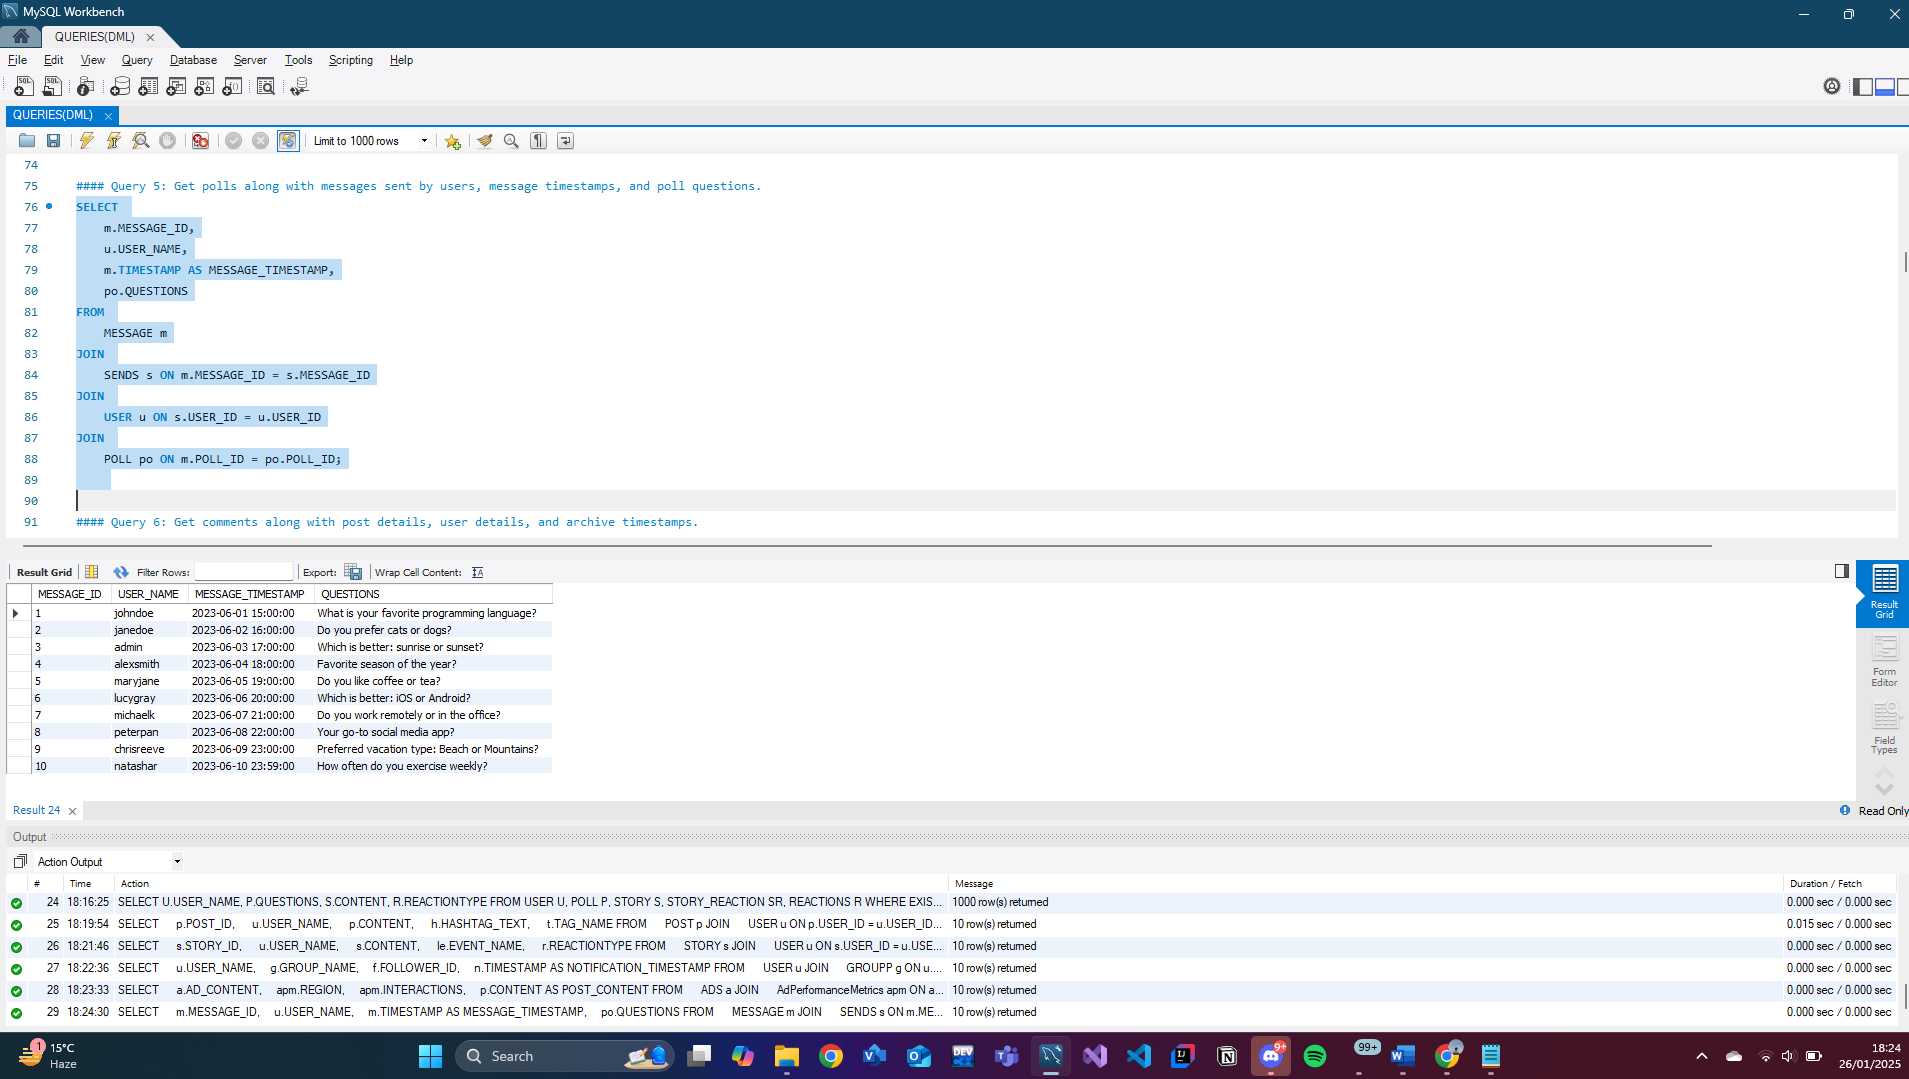 MySQL Workbench
QUERIES(DML)
File Edit View Query Database Server Tools Scripting Help
QUERIES(DML)
Limit to 1000 rows
74
75 #### Query 5: Get polls along with messages sent by users, message timestamps, and poll questions.
76 SELECT
77 m.MESSAGE_ID,
78 u.USER_NAME,
79 m.TIMESTAMP AS MESSAGE_TIMESTAMP,
80 po.QUESTIONS
81 FROM
82 MESSAGE m
83 JOIN
84 SENDS s ON m.MESSAGE_ID = s.MESSAGE_ID
85 JOIN
86 USER u ON s.USER_ID = u.USER_ID
87 JOIN
88 POLL po ON m.POLL_ID = po.POLL_ID;
89
90
91 #### Query 6: Get comments along with post details, user details, and archive timestamps.
Result Grid Filter Rows: Export: Wrap Cell Content:
MESSAGE_ID USER_NAME MESSAGE_TIMESTAMP QUESTIONS
1 johndoe 2023-06-01 15:00:00 What is your favorite programming language?
2 janedoe 2023-06-02 16:00:00 Do you prefer cats or dogs?
3 admin 2023-06-03 17:00:00 Which is better: sunrise or sunset?
4 alexsmith 2023-06-04 18:00:00 Favorite season of the year?
5 maryjane 2023-06-05 19:00:00 Do you like coffee or tea?
6 lucygray 2023-06-06 20:00:00 Which is better: iOS or Android?
7 michaelk 2023-06-07 21:00:00 Do you work remotely or in the office?
8 peterpan 2023-06-08 22:00:00 Your go-to social media app?
9 chrisreeve 2023-06-09 23:00:00 Preferred vacation type: Beach or Mountains?
10 natashar 2023-06-10 23:59:00 How often do you exercise weekly?
Result
Grid
Form
Editor
Field
Types
Result 24
Read Only
Output
Action Output
# Time Action Message Duration / Fetch
24 18:16:25 SELECT U.USER_NAME, P.QUESTIONS, S.CONTENT, R.REACTIONTYPE FROM USER U, POLL P, STORY S, STORY_REACTION SR, REACTIONS R WHERE EXIS... 1000 row(s) returned 0.000 sec / 0.000 sec
25 18:19:54 SELECT p.POST_ID, u.USER_NAME, p.CONTENT, h.HASHTAG_TEXT, t.TAG_NAME FROM POST p JOIN USER u ON p.USER_ID = u.USER_ID... 10 row(s) returned 0.015 sec / 0.000 sec
26 18:21:46 SELECT s.STORY_ID, u.USER_NAME, s.CONTENT, le.EVENT_NAME, r.REACTIONTYPE FROM STORY s JOIN USER u ON s.USER_ID = u.USE... 10 row(s) returned 0.000 sec / 0.000 sec
27 18:22:36 SELECT u.USER_NAME, g.GROUP_NAME, f.FOLLOWER_ID, n.TIMESTAMP AS NOTIFICATION_TIMESTAMP FROM USER u JOIN GROUPP g ON u.... 10 row(s) returned 0.000 sec / 0.000 sec
28 18:23:33 SELECT a.AD_CONTENT, apm.REGION, apm.INTERACTIONS, p.CONTENT AS POST_CONTENT FROM ADS a JOIN AdPerformanceMetrics apm ON a... 10 row(s) returned 0.000 sec / 0.000 sec
29 18:24:30 SELECT m.MESSAGE_ID, u.USER_NAME, m.TIMESTAMP AS MESSAGE_TIMESTAMP, po.QUESTIONS FROM MESSAGE m JOIN SENDS s ON m.ME... 10 row(s) returned 0.000 sec / 0.000 sec
1 15°C
Haze
Search
DEV
9+
99+
18:24
26/01/2025